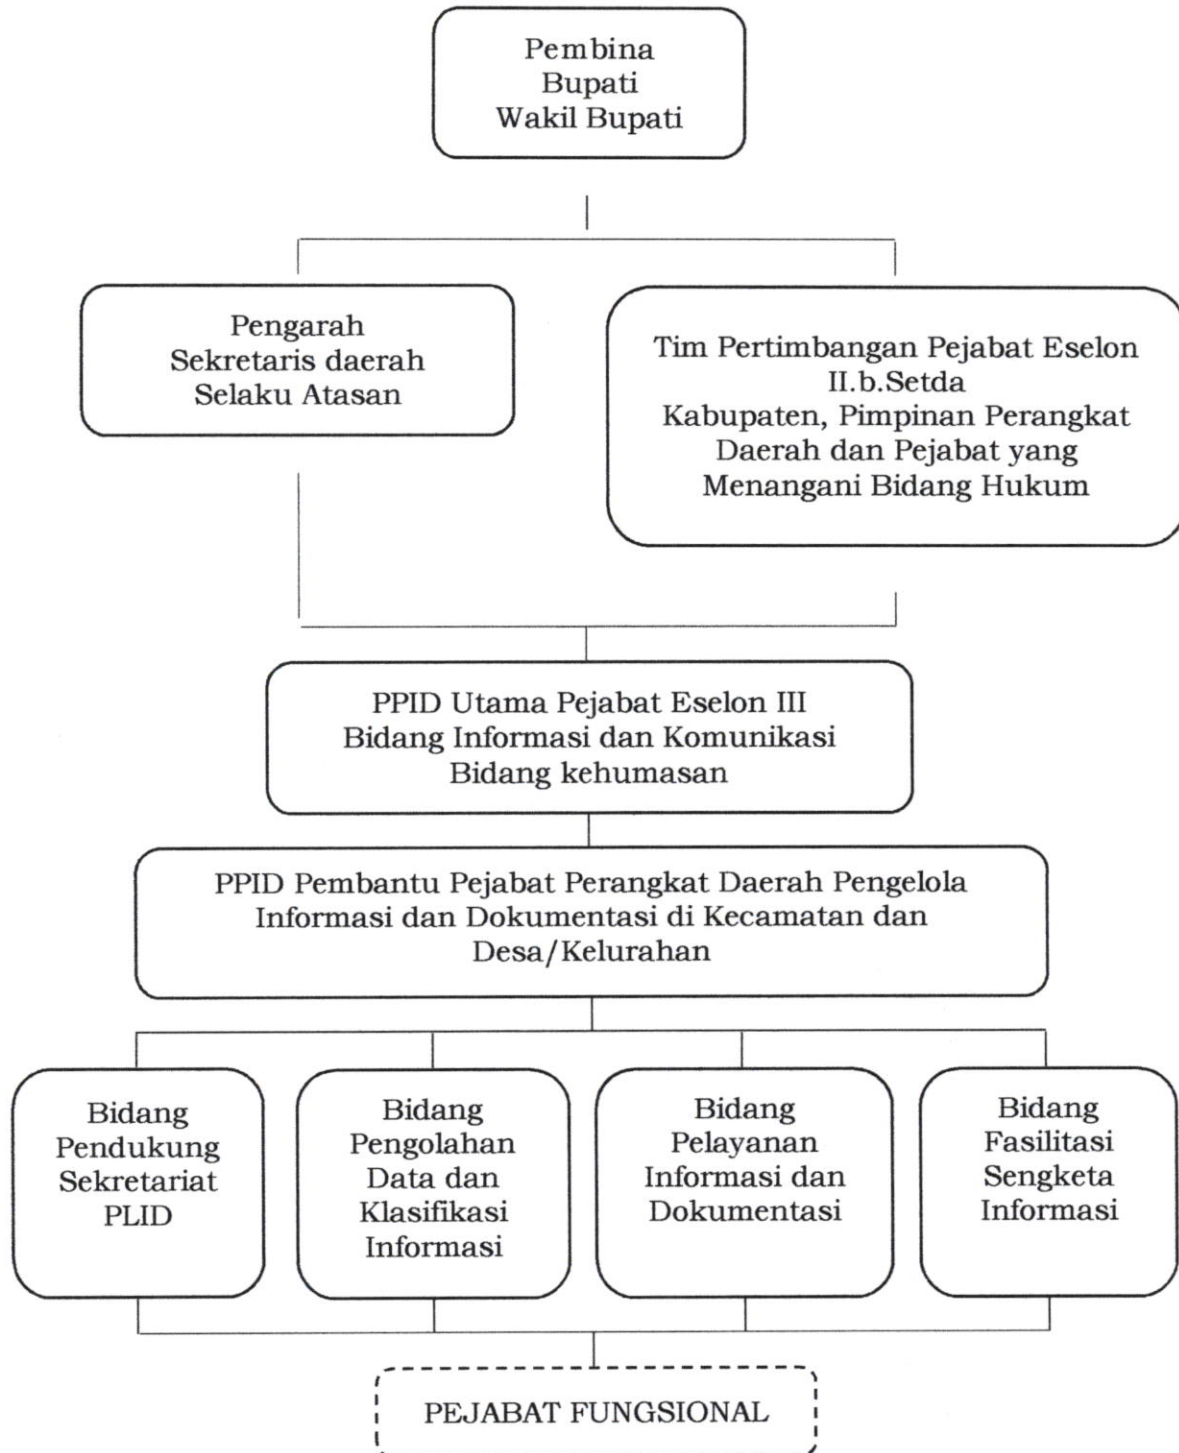 Pembina
Bupati
Wakil Bupati
Pengarah
Sekretaris daerah
Selaku Atasan
Tim Pertimbangan Pejabat Eselon
II.b.Setda
Kabupaten, Pimpinan Perangkat
Daerah dan Pejabat yang
Menangani Bidang Hukum
PPID Utama Pejabat Eselon III
Bidang Informasi dan Komunikasi
Bidang kehumasan
PPID Pembantu Pejabat Perangkat Daerah Pengelola
Informasi dan Dokumentasi di Kecamatan dan
Desa/Kelurahan
Bidang
Pendukung
Sekretariat
PLID
Bidang
Pengolahan
Data dan
Klasifikasi
Informasi
Bidang
Pelayanan
Informasi dan
Dokumentasi
Bidang
Fasilitasi
Sengketa
Informasi
PEJABAT FUNGSIONAL